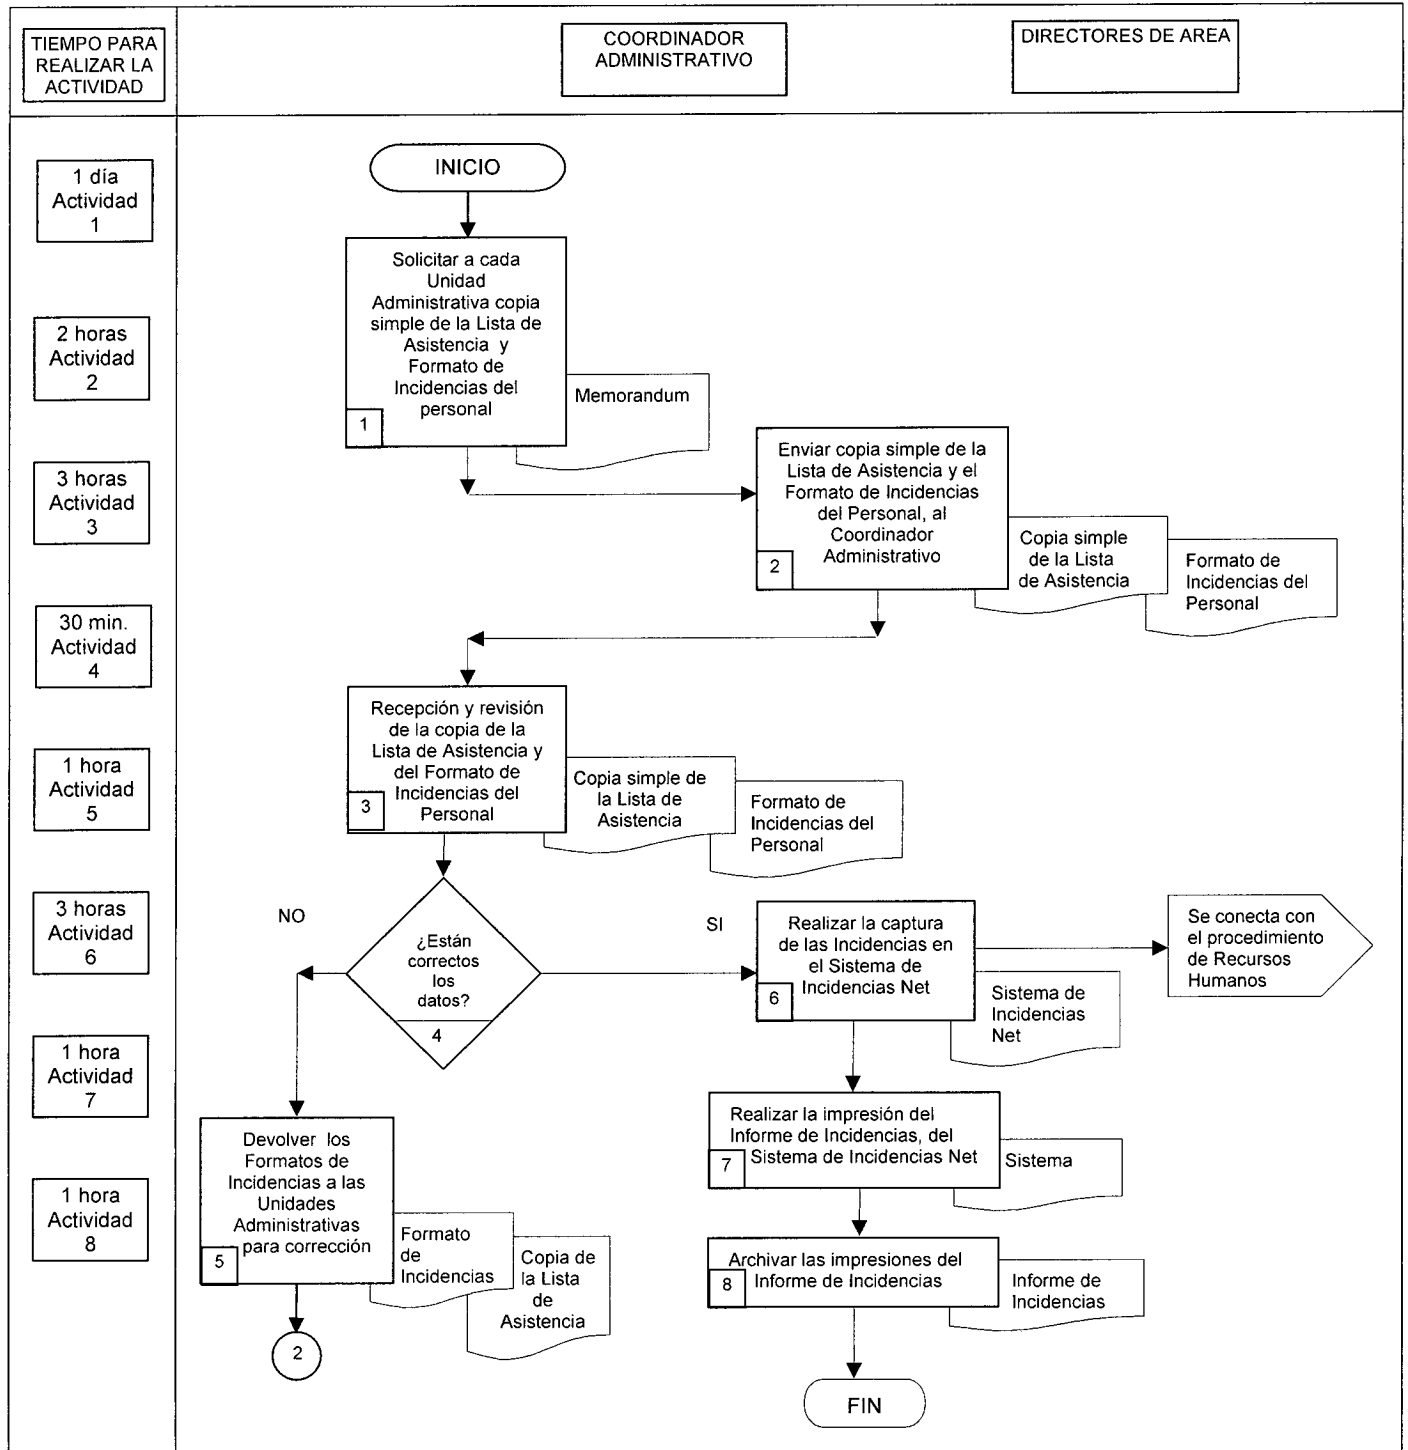 TIEMPO PARA
REALIZAR LA
ACTIVIDAD
COORDINADOR
ADMINISTRATIVO
DIRECTORES DE AREA
1 día
Actividad
1
2 horas
Actividad
2
3 horas
Actividad
3
30 min.
Actividad
4
1 hora
Actividad
5
3 horas
Actividad
6
1 hora
Actividad
7
1 hora
Actividad
8
INICIO
Solicitar a cada
Unidad
Administrativa copia
simple de la Lista de
Asistencia y
Formato de
Incidencias del
personal
1
Memorandum
Enviar copia simple de la
Lista de Asistencia y el
Formato de Incidencias
del Personal, al
Coordinador
Administrativo
2
Copia simple
de la Lista
de Asistencia
Formato de
Incidencias del
Personal
Recepción y revisión
de la copia de la
Lista de Asistencia y
del Formato de
Incidencias del
Personal
3
Copia simple de
la Lista de
Asistencia
Formato de
Incidencias del
Personal
NO
¿Están
correctos
los
datos?
4
SI
Realizar la captura
de las Incidencias en
el Sistema de
Incidencias Net
6
Sistema de
Incidencias
Net
Se conecta con
el procedimiento
de Recursos
Humanos
Devolver los
Formatos de
Incidencias a las
Unidades
Administrativas
para corrección
5
Formato
de
Incidencias
Copia de
la Lista
de
Asistencia
2
Realizar la impresión del
Informe de Incidencias, del
Sistema de Incidencias Net
7
Sistema
Archivar las impresiones del
Informe de Incidencias
8
Informe de
Incidencias
FIN